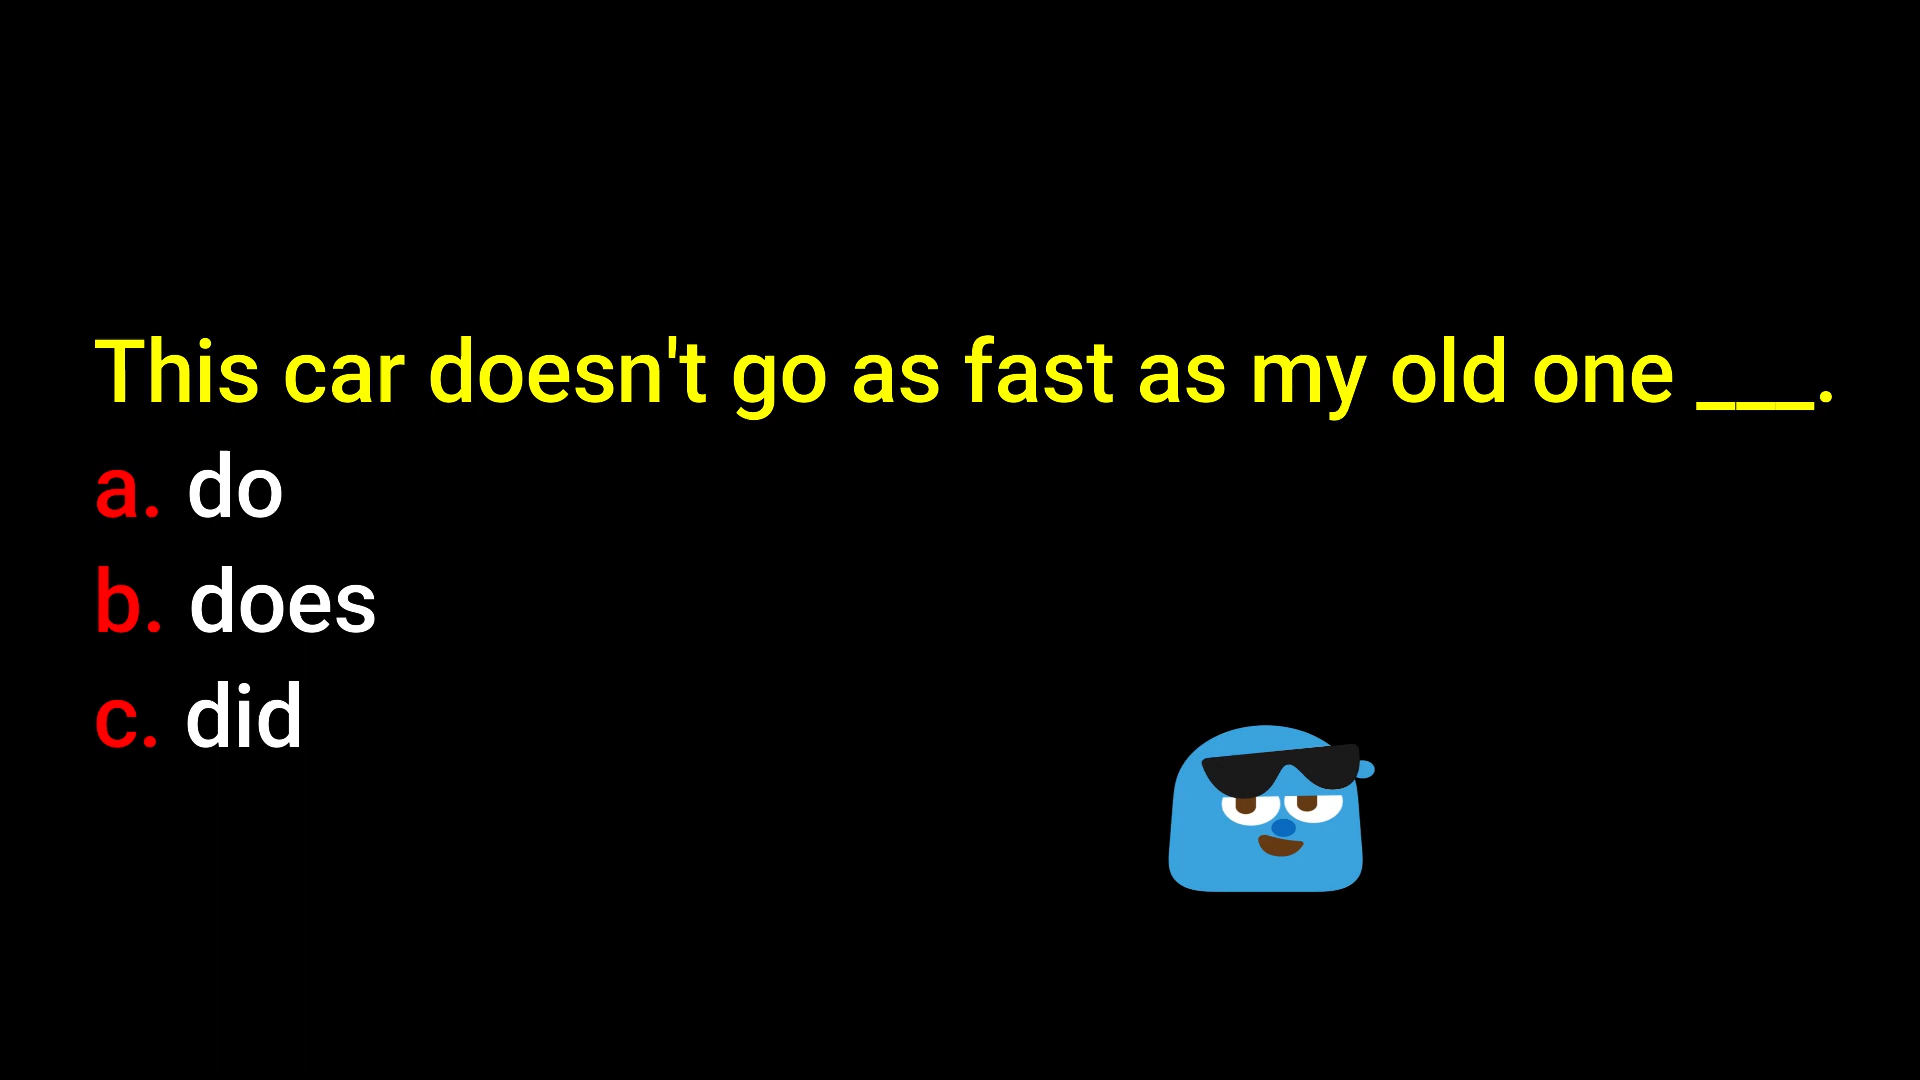 This car doesn't go as fast as my old one ___.
a. do
b. does
c. did